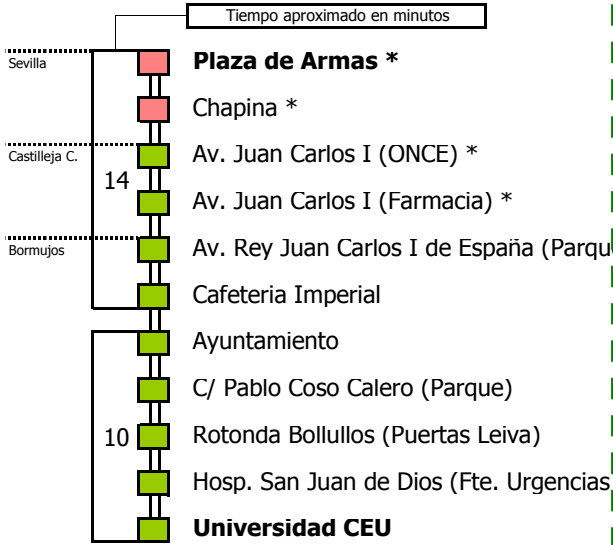 Tiempo aproximado en minutos
Sevilla
Plaza de Armas *
Chapina *
Castilleja C.
Av. Juan Carlos I (ONCE) *
14
Av. Juan Carlos I (Farmacia) *
Bormujos
Av. Rey Juan Carlos I de España (Parqu
Cafeteria Imperial
Ayuntamiento
C/ Pablo Coso Calero (Parque)
10
Rotonda Bollullos (Puertas Leiva)
Hosp. San Juan de Dios (Fte. Urgencias
Universidad CEU